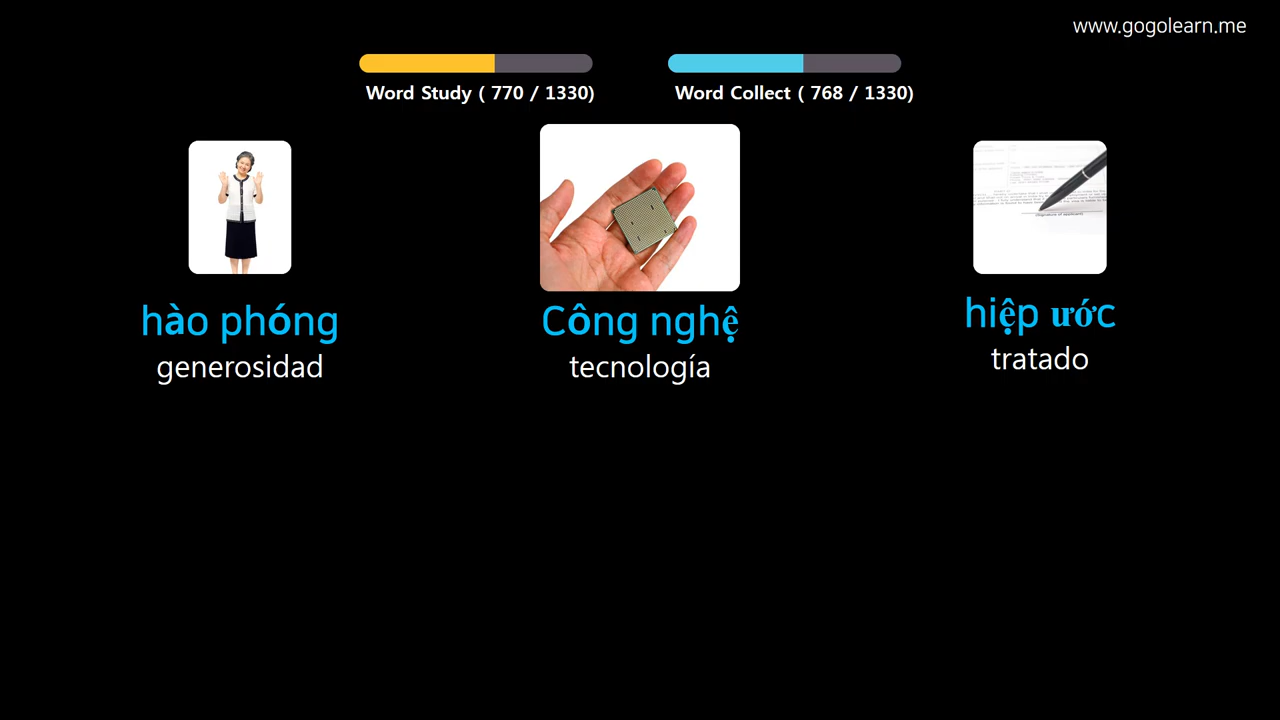 www.gogolearn.me
Word Study ( 770 / 1330)
Word Collect ( 768 / 1330)
hào phóng
generosidad
Công nghệ
tecnología
hiệp ước
tratado